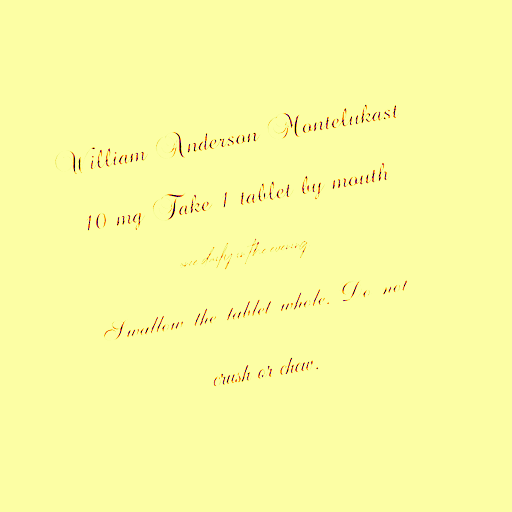 William Anderson Montelukast
10 mg Take 1 tablet by mouth
Swallow the tablet whole. Do not
crush or chew.